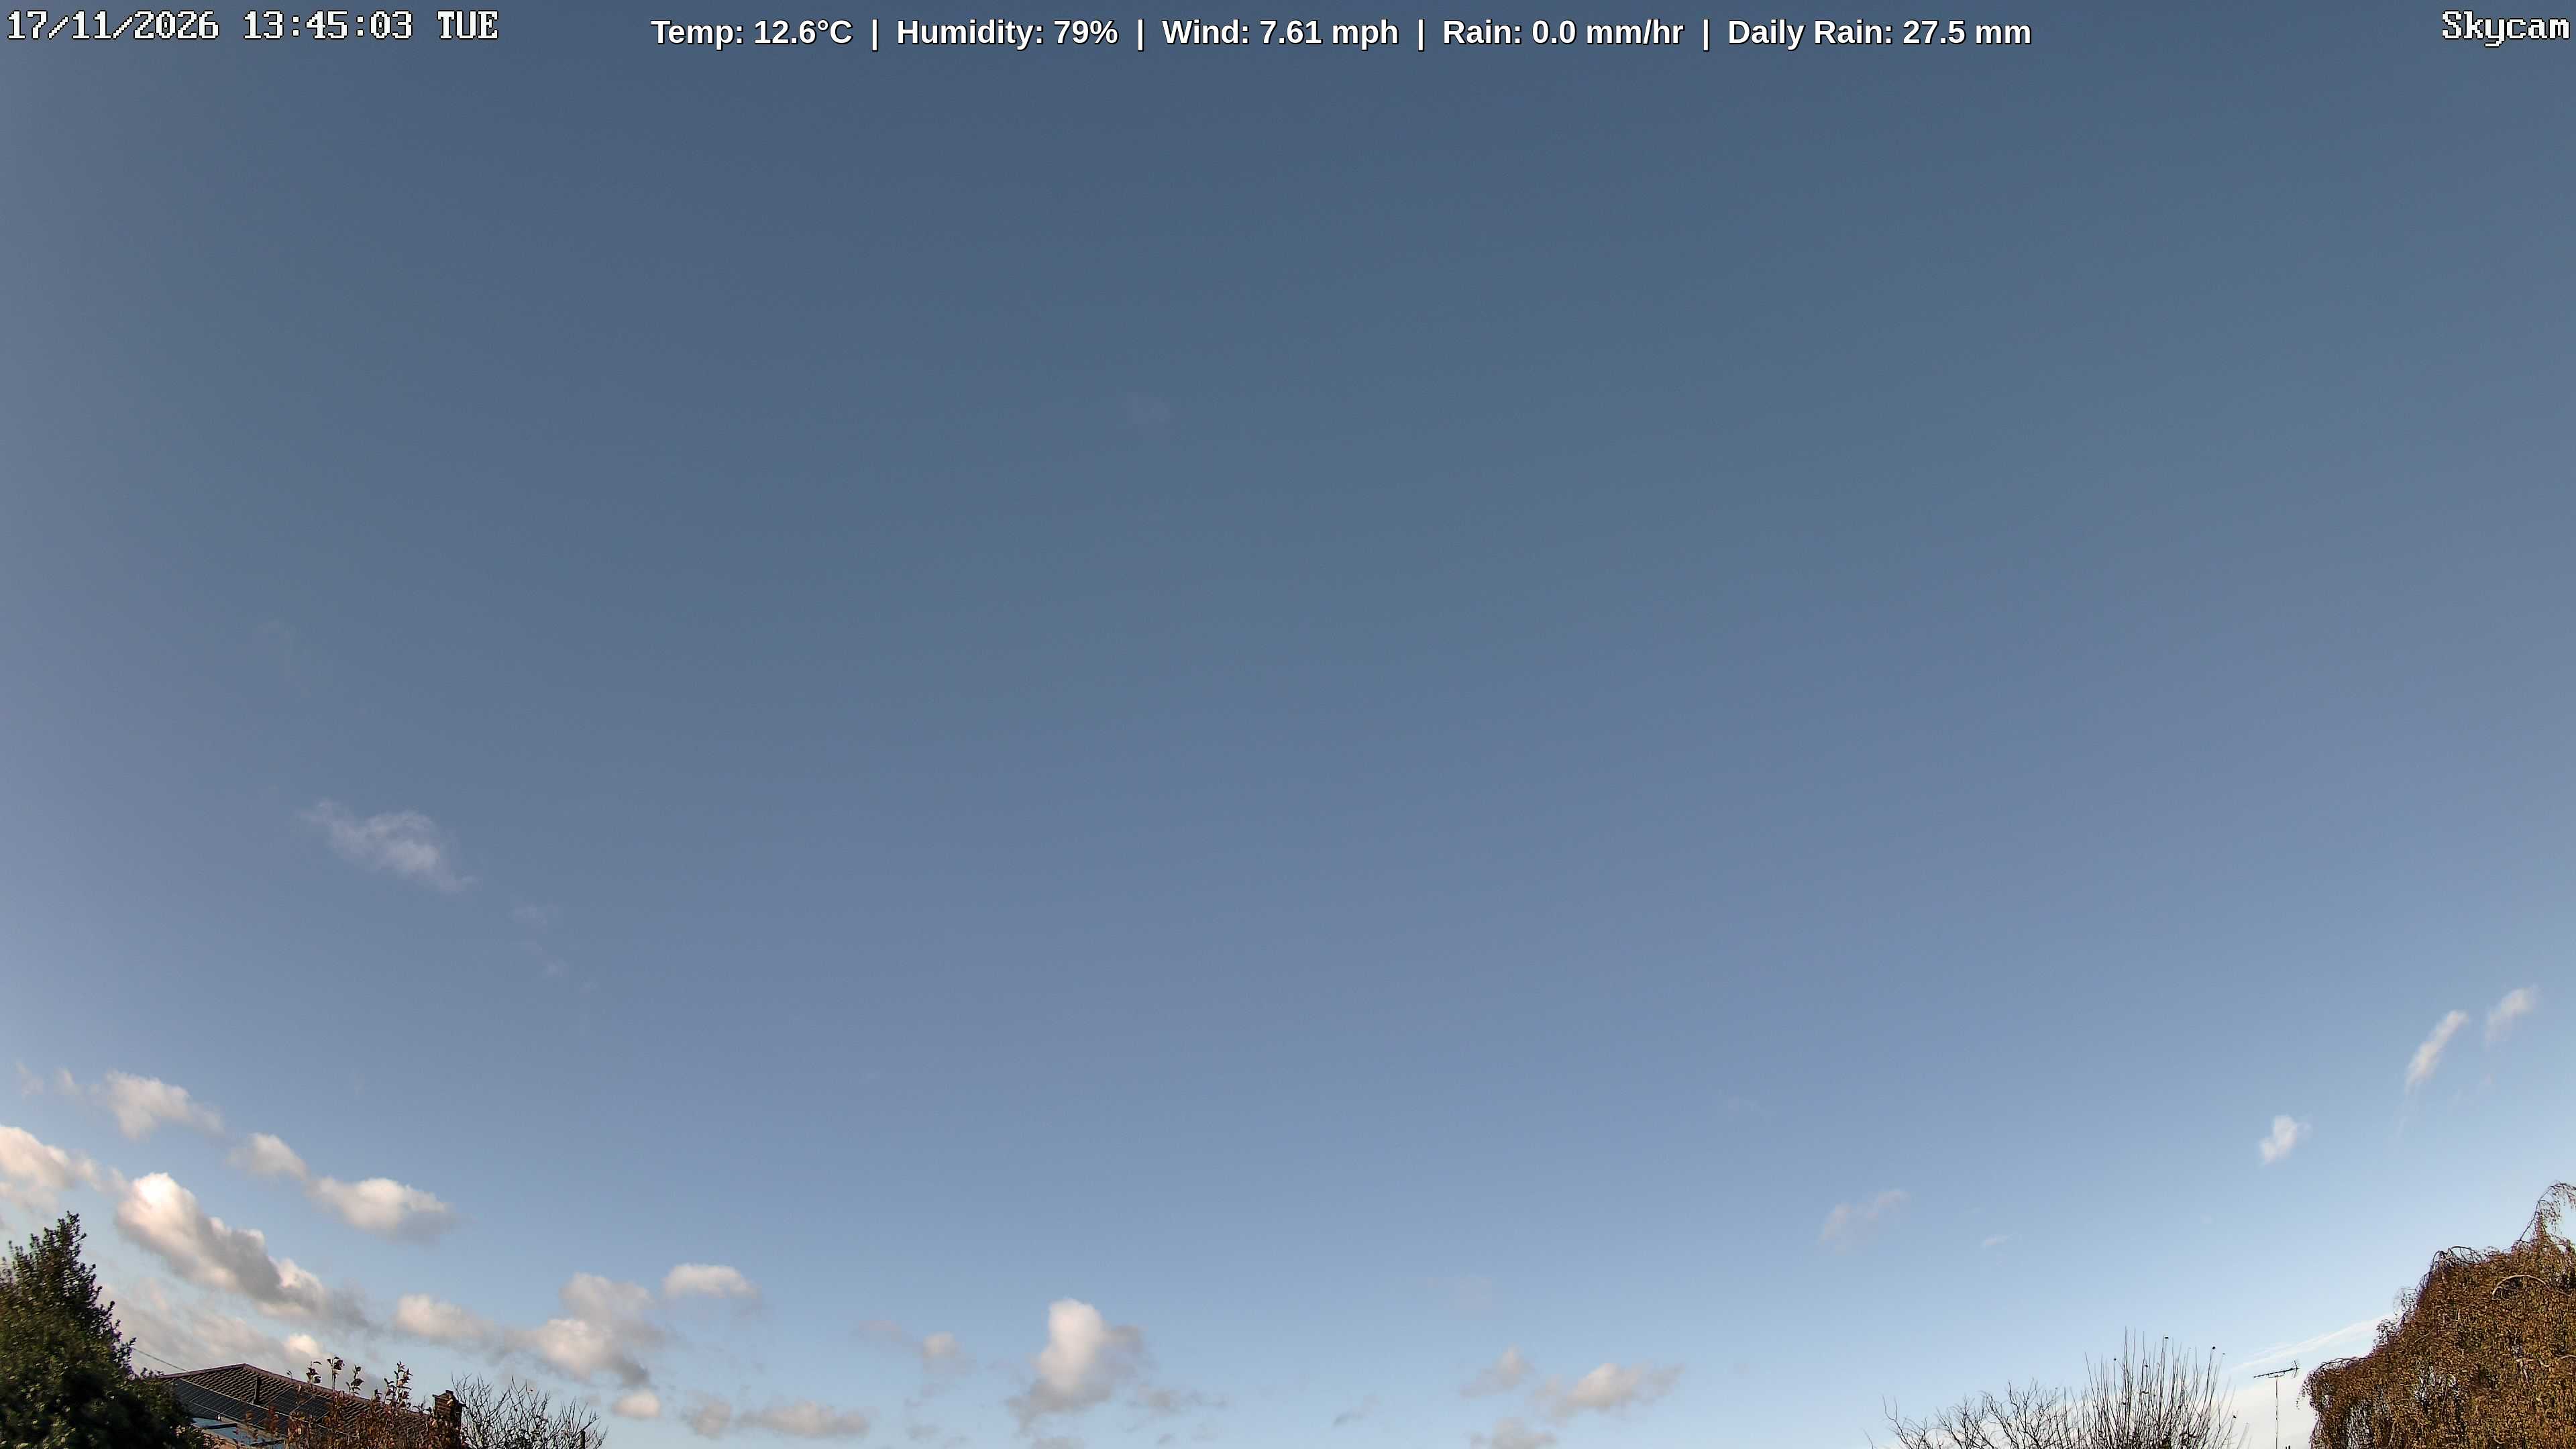 17/11/2026 13:45:03 TUE
Temp: 12.6°C | Humidity: 79% | Wind: 7.61 mph | Rain: 0.0 mm/hr | Daily Rain: 27.5 mm
Skycam